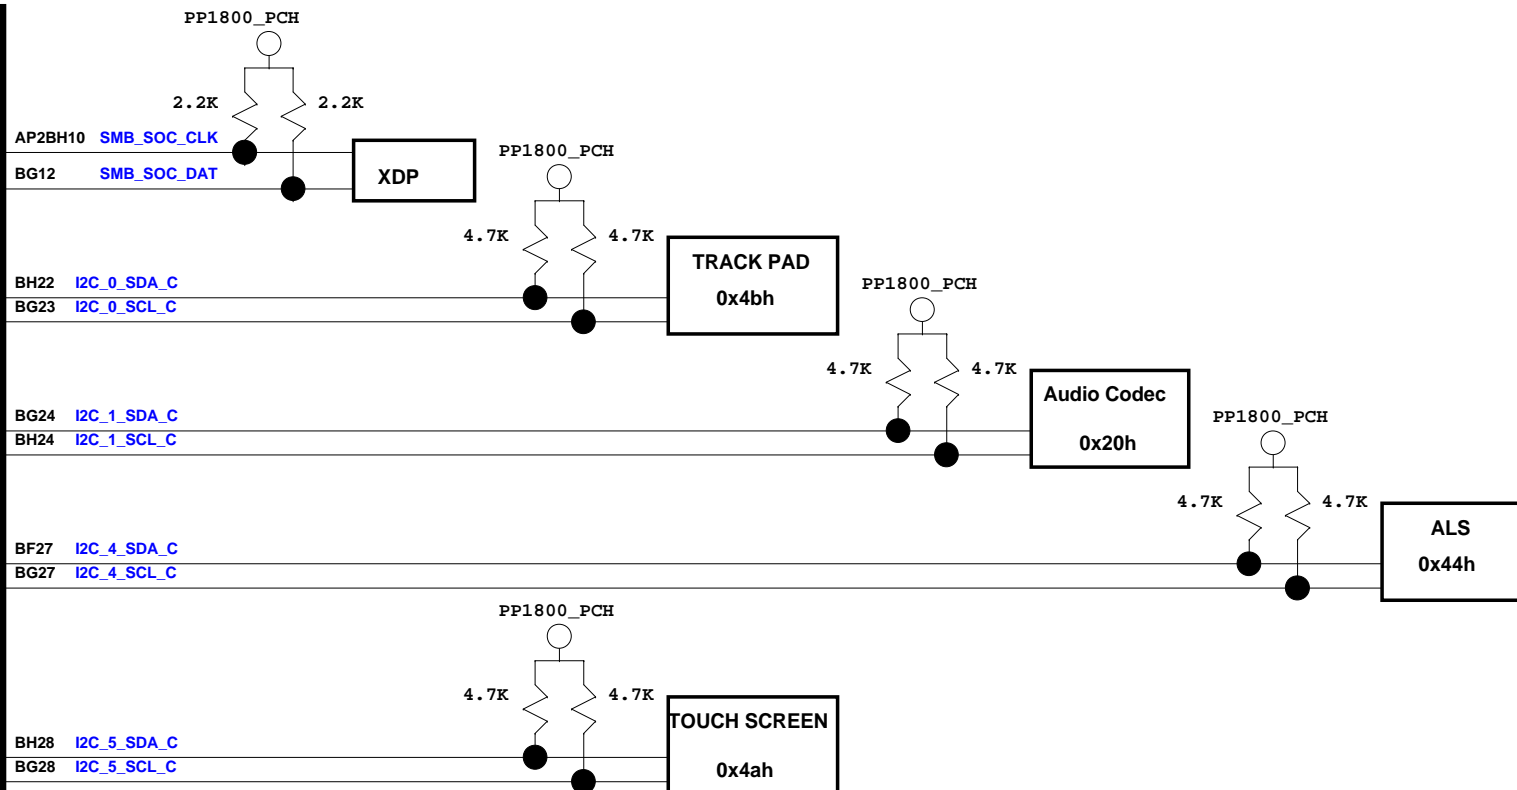 PP1800_PCH
2.2K 2.2K
AP2BH10 SMB_SOC_CLK
BG12 SMB_SOC_DAT
XDP
PP1800_PCH
4.7K 4.7K
TRACK PAD
0x4bh
BH22 I2C_0_SDA_C
BG23 I2C_0_SCL_C
PP1800_PCH
4.7K 4.7K
Audio Codec
0x20h
BG24 I2C_1_SDA_C
BH24 I2C_1_SCL_C
PP1800_PCH
4.7K 4.7K
ALS
0x44h
BF27 I2C_4_SDA_C
BG27 I2C_4_SCL_C
PP1800_PCH
4.7K 4.7K
TOUCH SCREEN
0x4ah
BH28 I2C_5_SDA_C
BG28 I2C_5_SCL_C